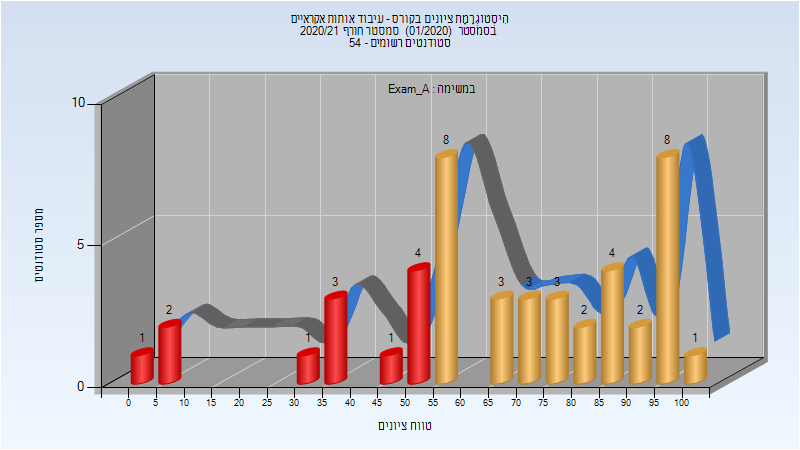 הִיסְטוֹגְרָמַת ציונים בקורס - עיבוד אותות אקראיים
בסמסטר (01/2020) סמסטר חורף 2020/21
סטודנטים רשומים - 54
במשימה : Exam_A
מספר סטודנטים
10
5
0
1
2
1
3
1
4
8
3
3
3
2
4
2
8
1
0 5 10 15 20 25 30 35 40 45 50 55 60 65 70 75 80 85 90 95 100
טווח ציונים